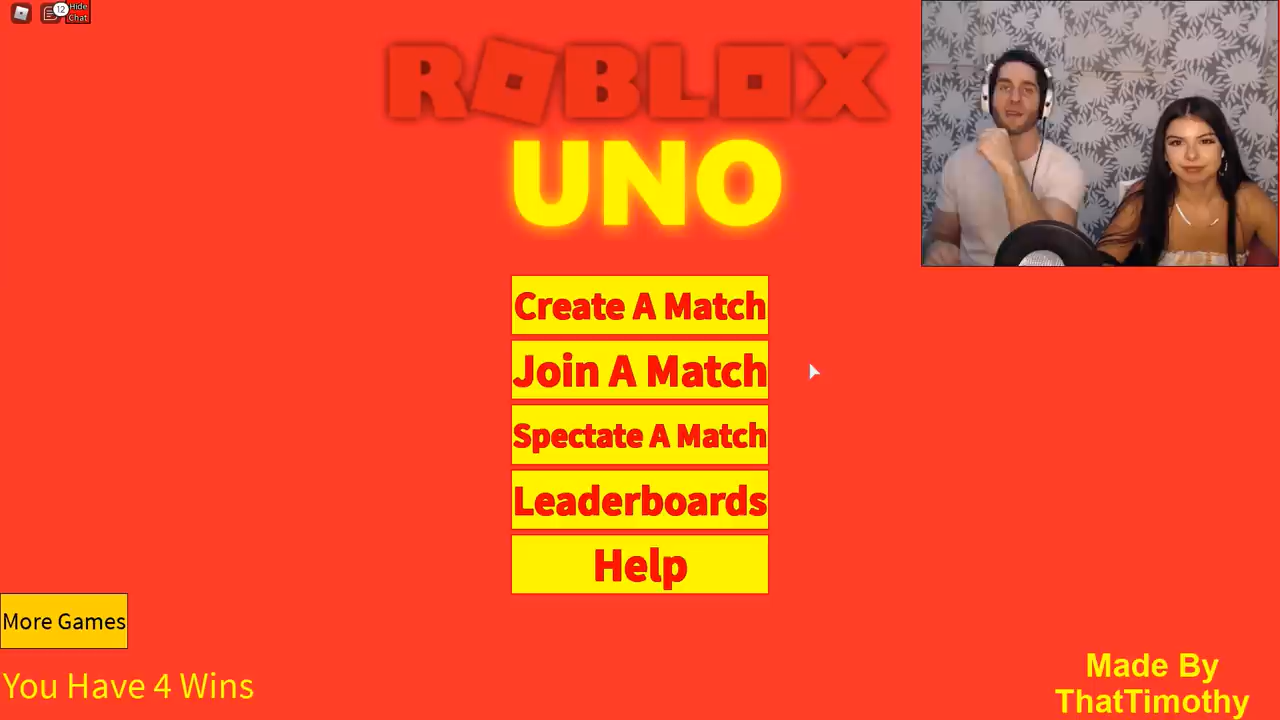 12
Hide
Chat
ROBLOX
UNO
Create A Match
Join A Match
Spectate A Match
Leaderboards
Help
More Games
You Have 4 Wins
Made By
ThatTimothy